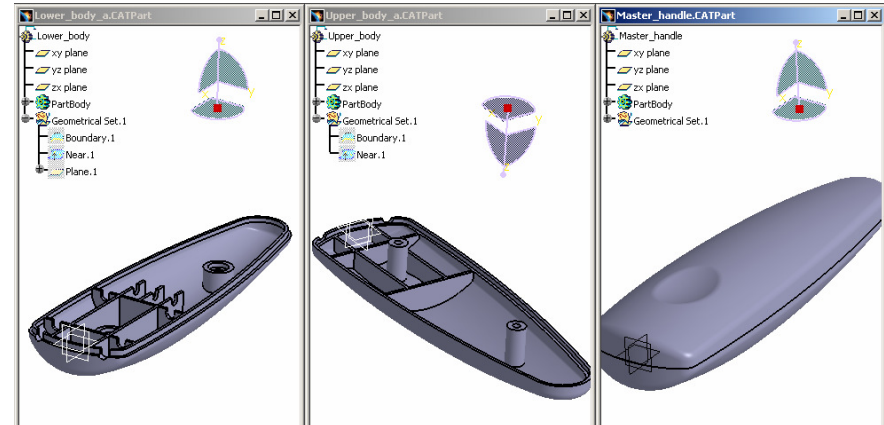 Lower_body_a.CATPart
Lower_body
xy plane
yz plane
zx plane
PartBody
Geometrical Set.1
Boundary.1
Near.1
Plane.1
z
x
y
Upper_body_a.CATPart
Upper_body
xy plane
yz plane
zx plane
PartBody
Geometrical Set.1
Boundary.1
Near.1
y
z
Master_handle.CATPart
Master_handle
xy plane
yz plane
zx plane
PartBody
Geometrical Set.1
z
x
y